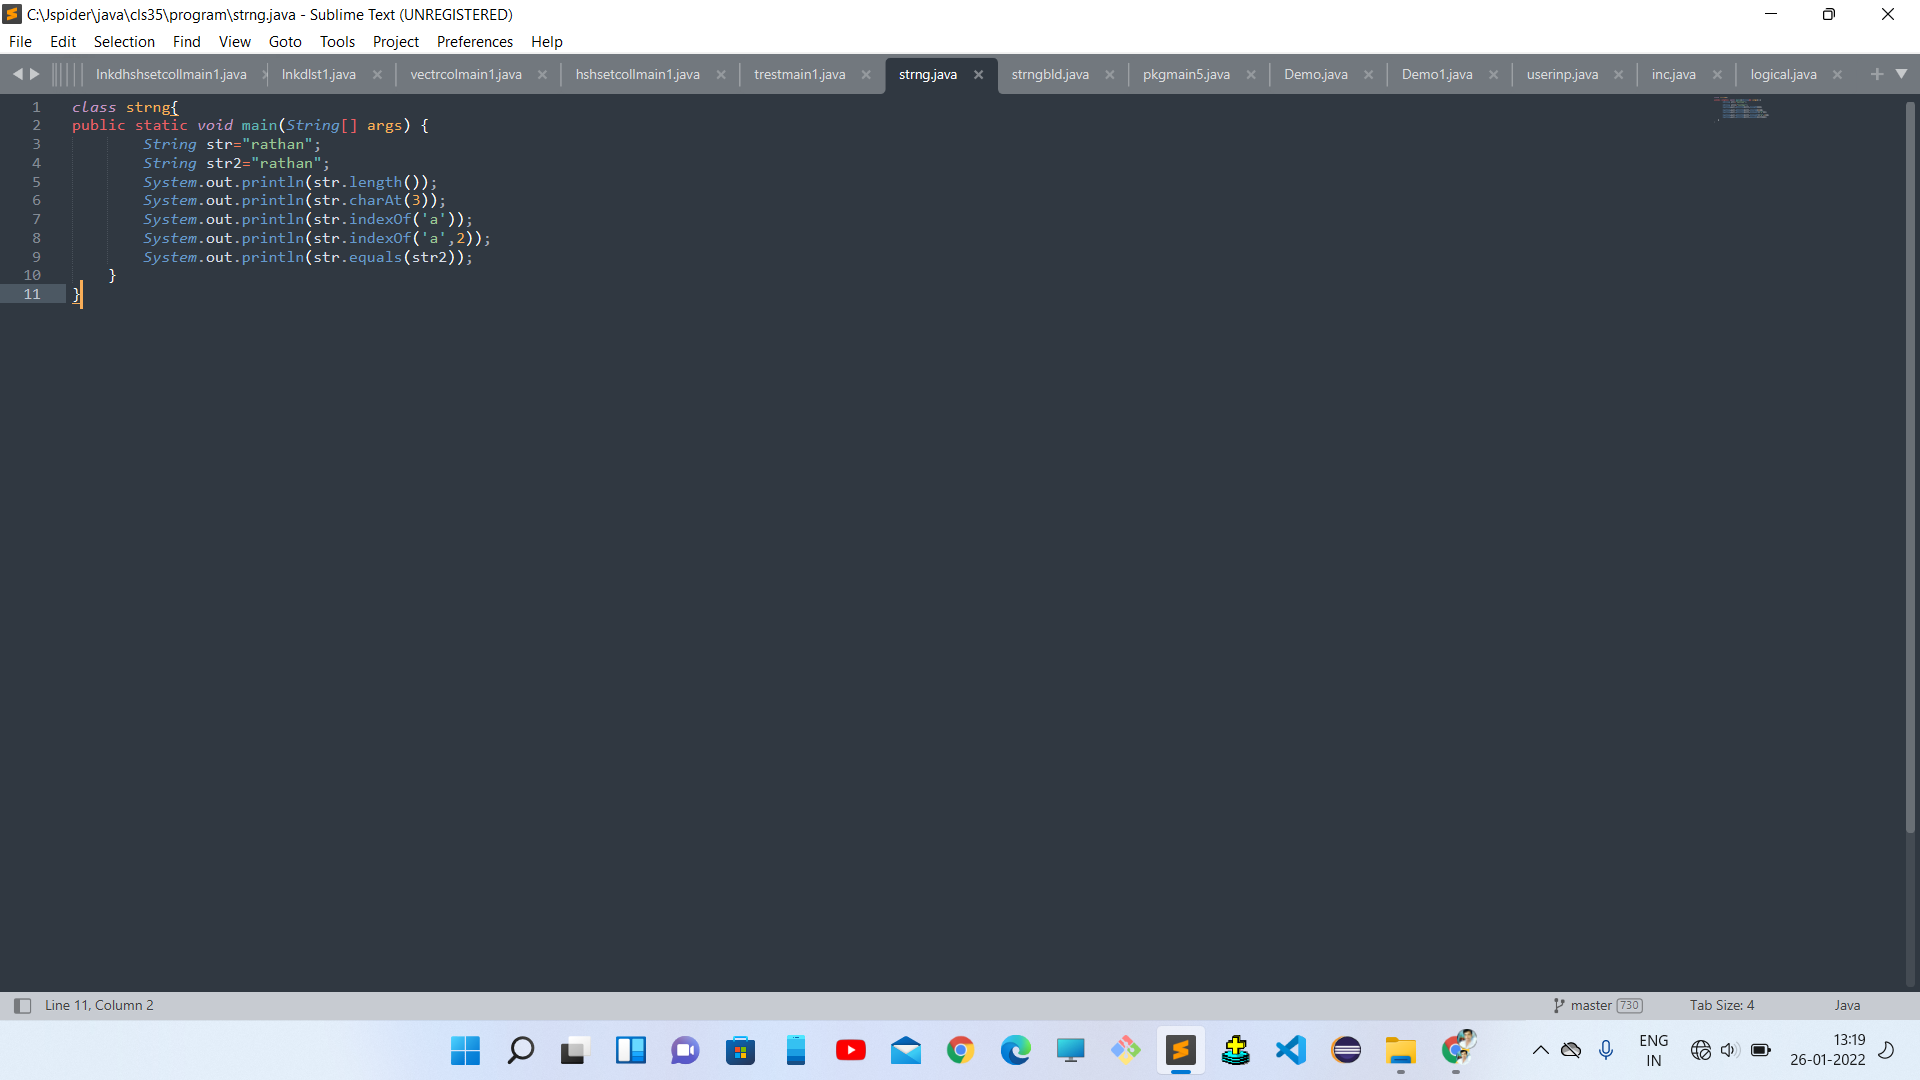 C:\Jspider\java\cls35\program\strng.java - Sublime Text (UNREGISTERED)
File Edit Selection Find View Goto Tools Project Preferences Help
lnkdhshsetcollmain1.java lnkdlst1.java vectrcolmain1.java hshsetcollmain1.java trestmain1.java strng.java strngbld.java pkgmain5.java Demo.java Demo1.java userinp.java inc.java logical.java
1 class strng{
2 public static void main(String[] args) {
3 String str="rathan";
4 String str2="rathan";
5 System.out.println(str.length());
6 System.out.println(str.charAt(3));
7 System.out.println(str.indexOf('a'));
8 System.out.println(str.indexOf('a',2));
9 System.out.println(str.equals(str2));
10 }
11 }
Line 11, Column 2 master 730 Tab Size: 4 Java
ENG 13:19
IN 26-01-2022